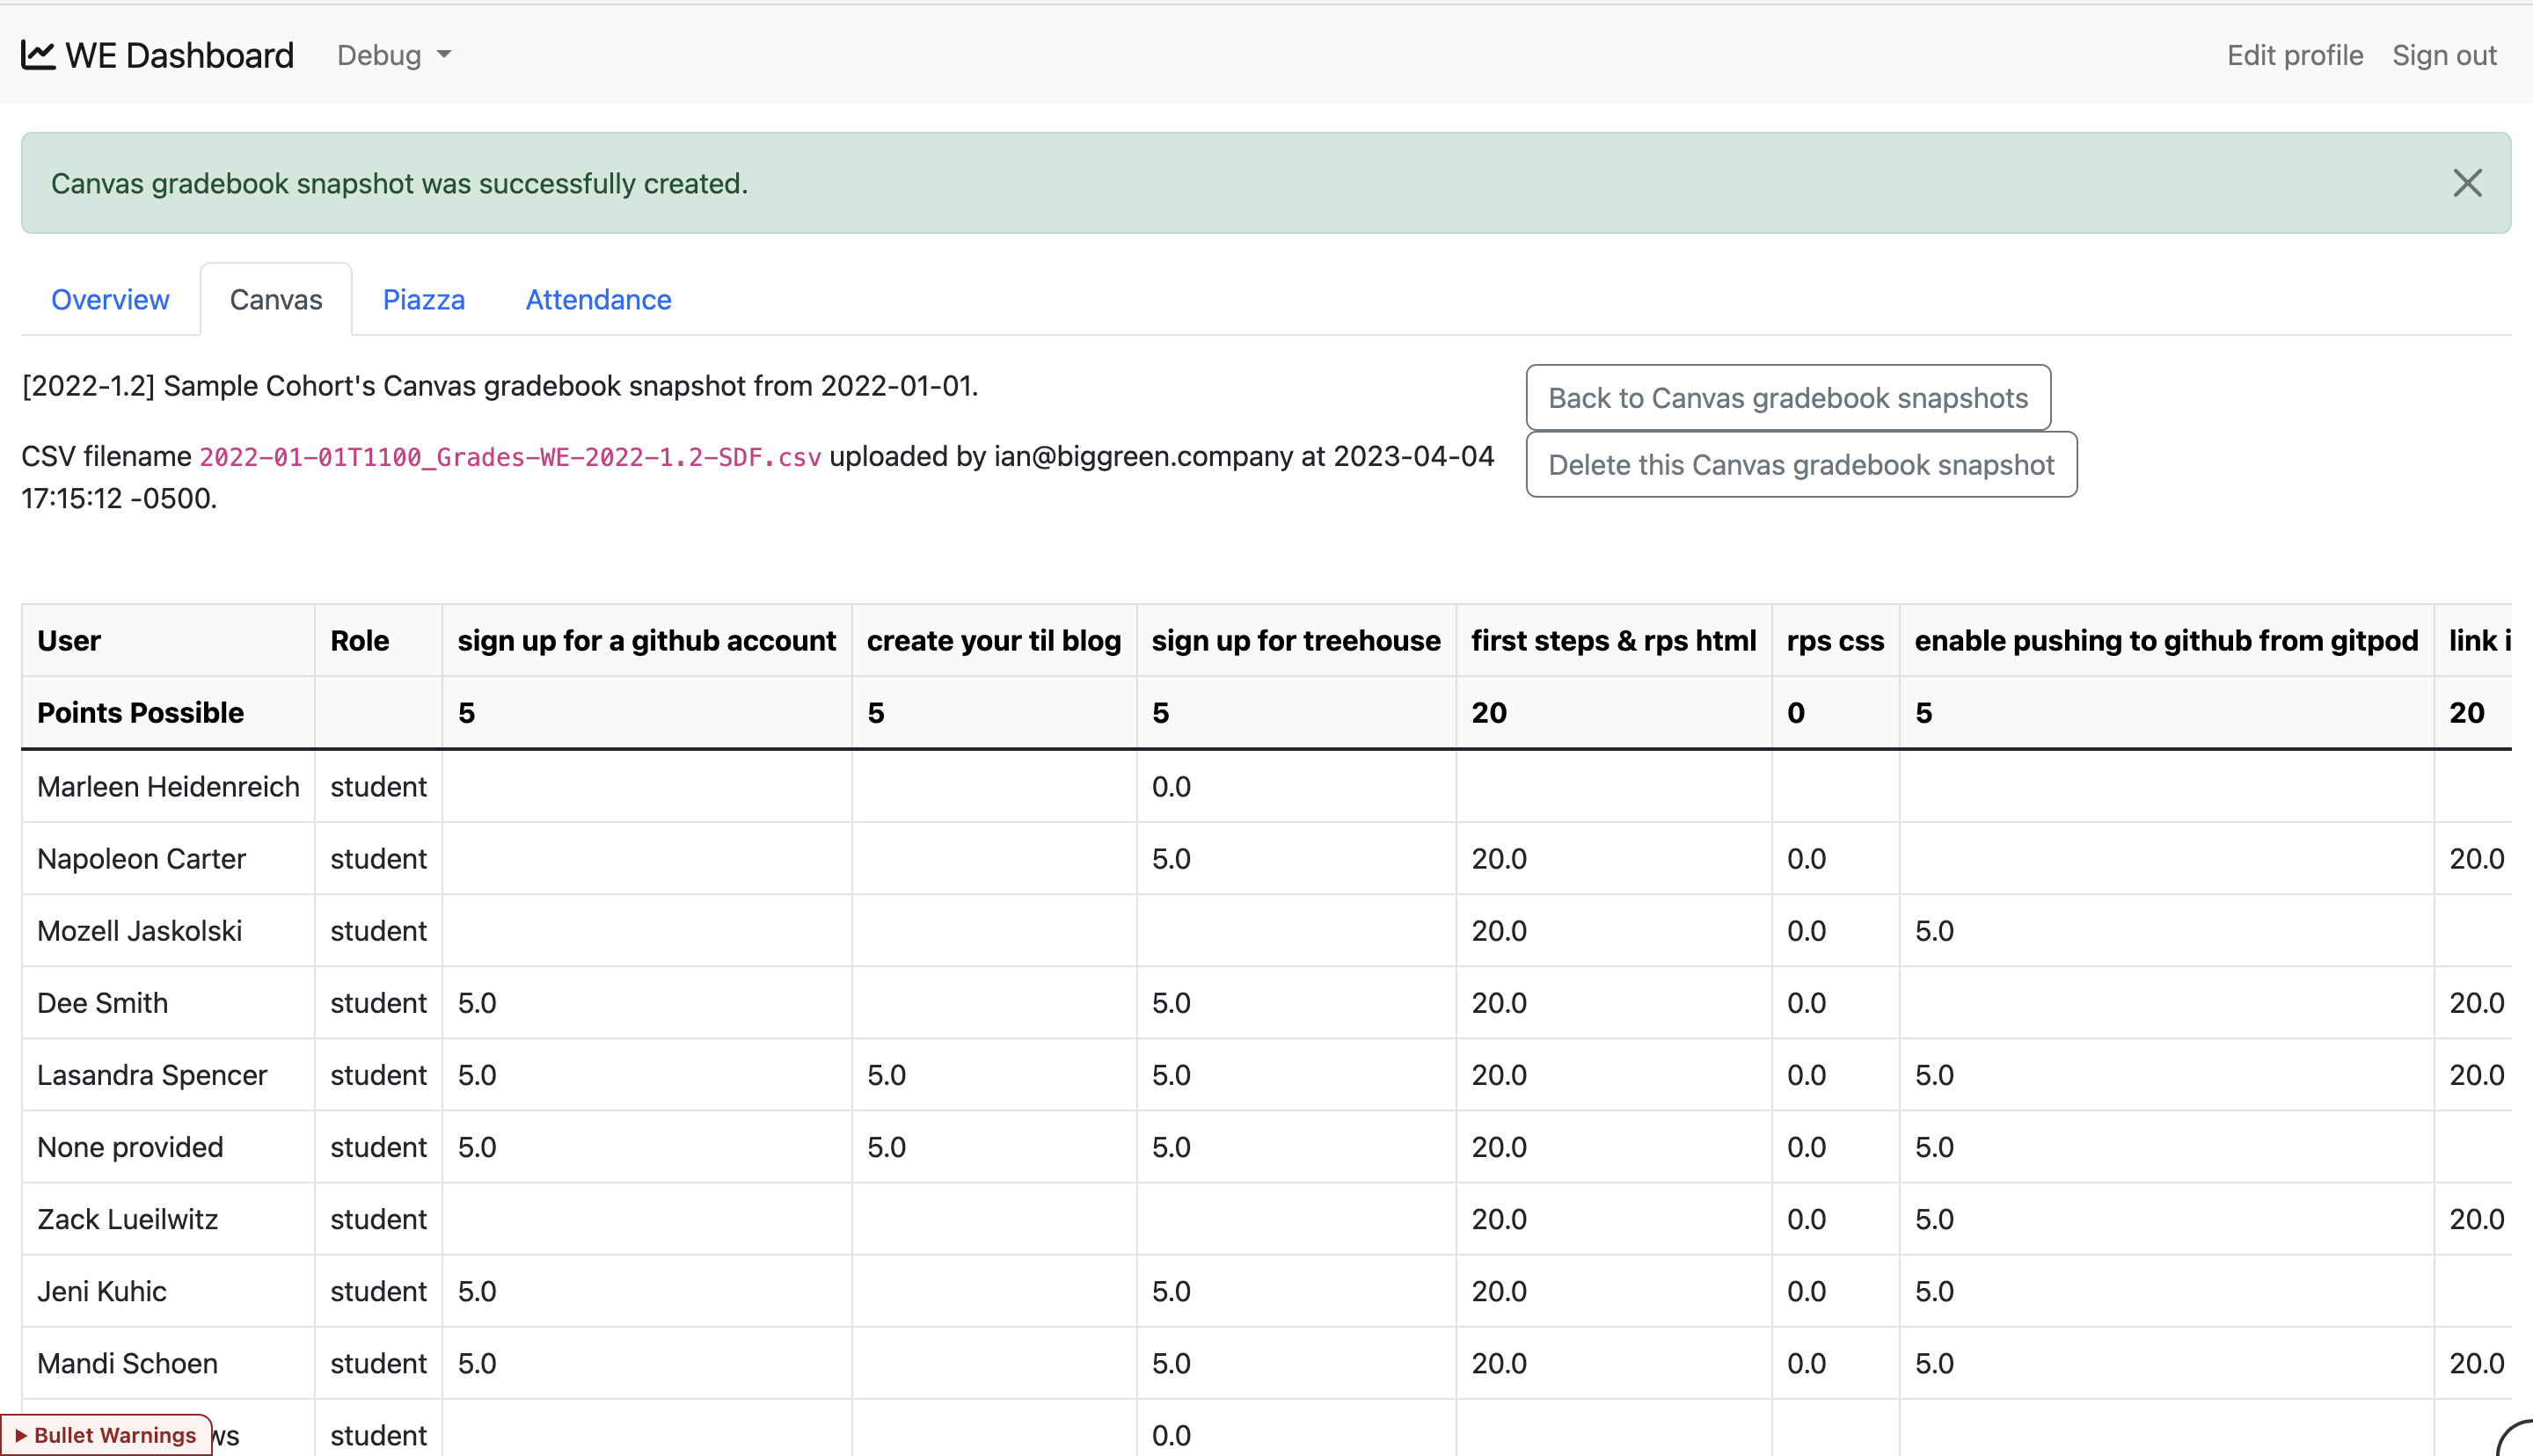 WE Dashboard Debug Edit profile Sign out
Canvas gradebook snapshot was successfully created.
Overview Canvas Piazza Attendance
[2022-1.2] Sample Cohort's Canvas gradebook snapshot from 2022-01-01.
Back to Canvas gradebook snapshots
CSV filename 2022-01-01T1100_Grades-WE-2022-1.2-SDF.csv uploaded by ian@biggreen.company at 2023-04-04
17:15:12 -0500.
Delete this Canvas gradebook snapshot
User Role sign up for a github account create your til blog sign up for treehouse first steps & rps html rps css enable pushing to github from gitpod link
Points Possible 5 5 5 20 0 5 20
Marleen Heidenreich student 0.0
Napoleon Carter student 5.0 20.0 0.0 20.0
Mozell Jaskolski student 20.0 0.0 5.0
Dee Smith student 5.0 5.0 20.0 0.0 20.0
Lasandra Spencer student 5.0 5.0 5.0 20.0 0.0 5.0 20.0
None provided student 5.0 5.0 5.0 20.0 0.0 5.0
Zack Lueilwitz student 20.0 0.0 5.0 20.0
Jeni Kuhic student 5.0 5.0 20.0 0.0 5.0
Mandi Schoen student 5.0 5.0 20.0 0.0 5.0 20.0
student 0.0
Bullet Warnings